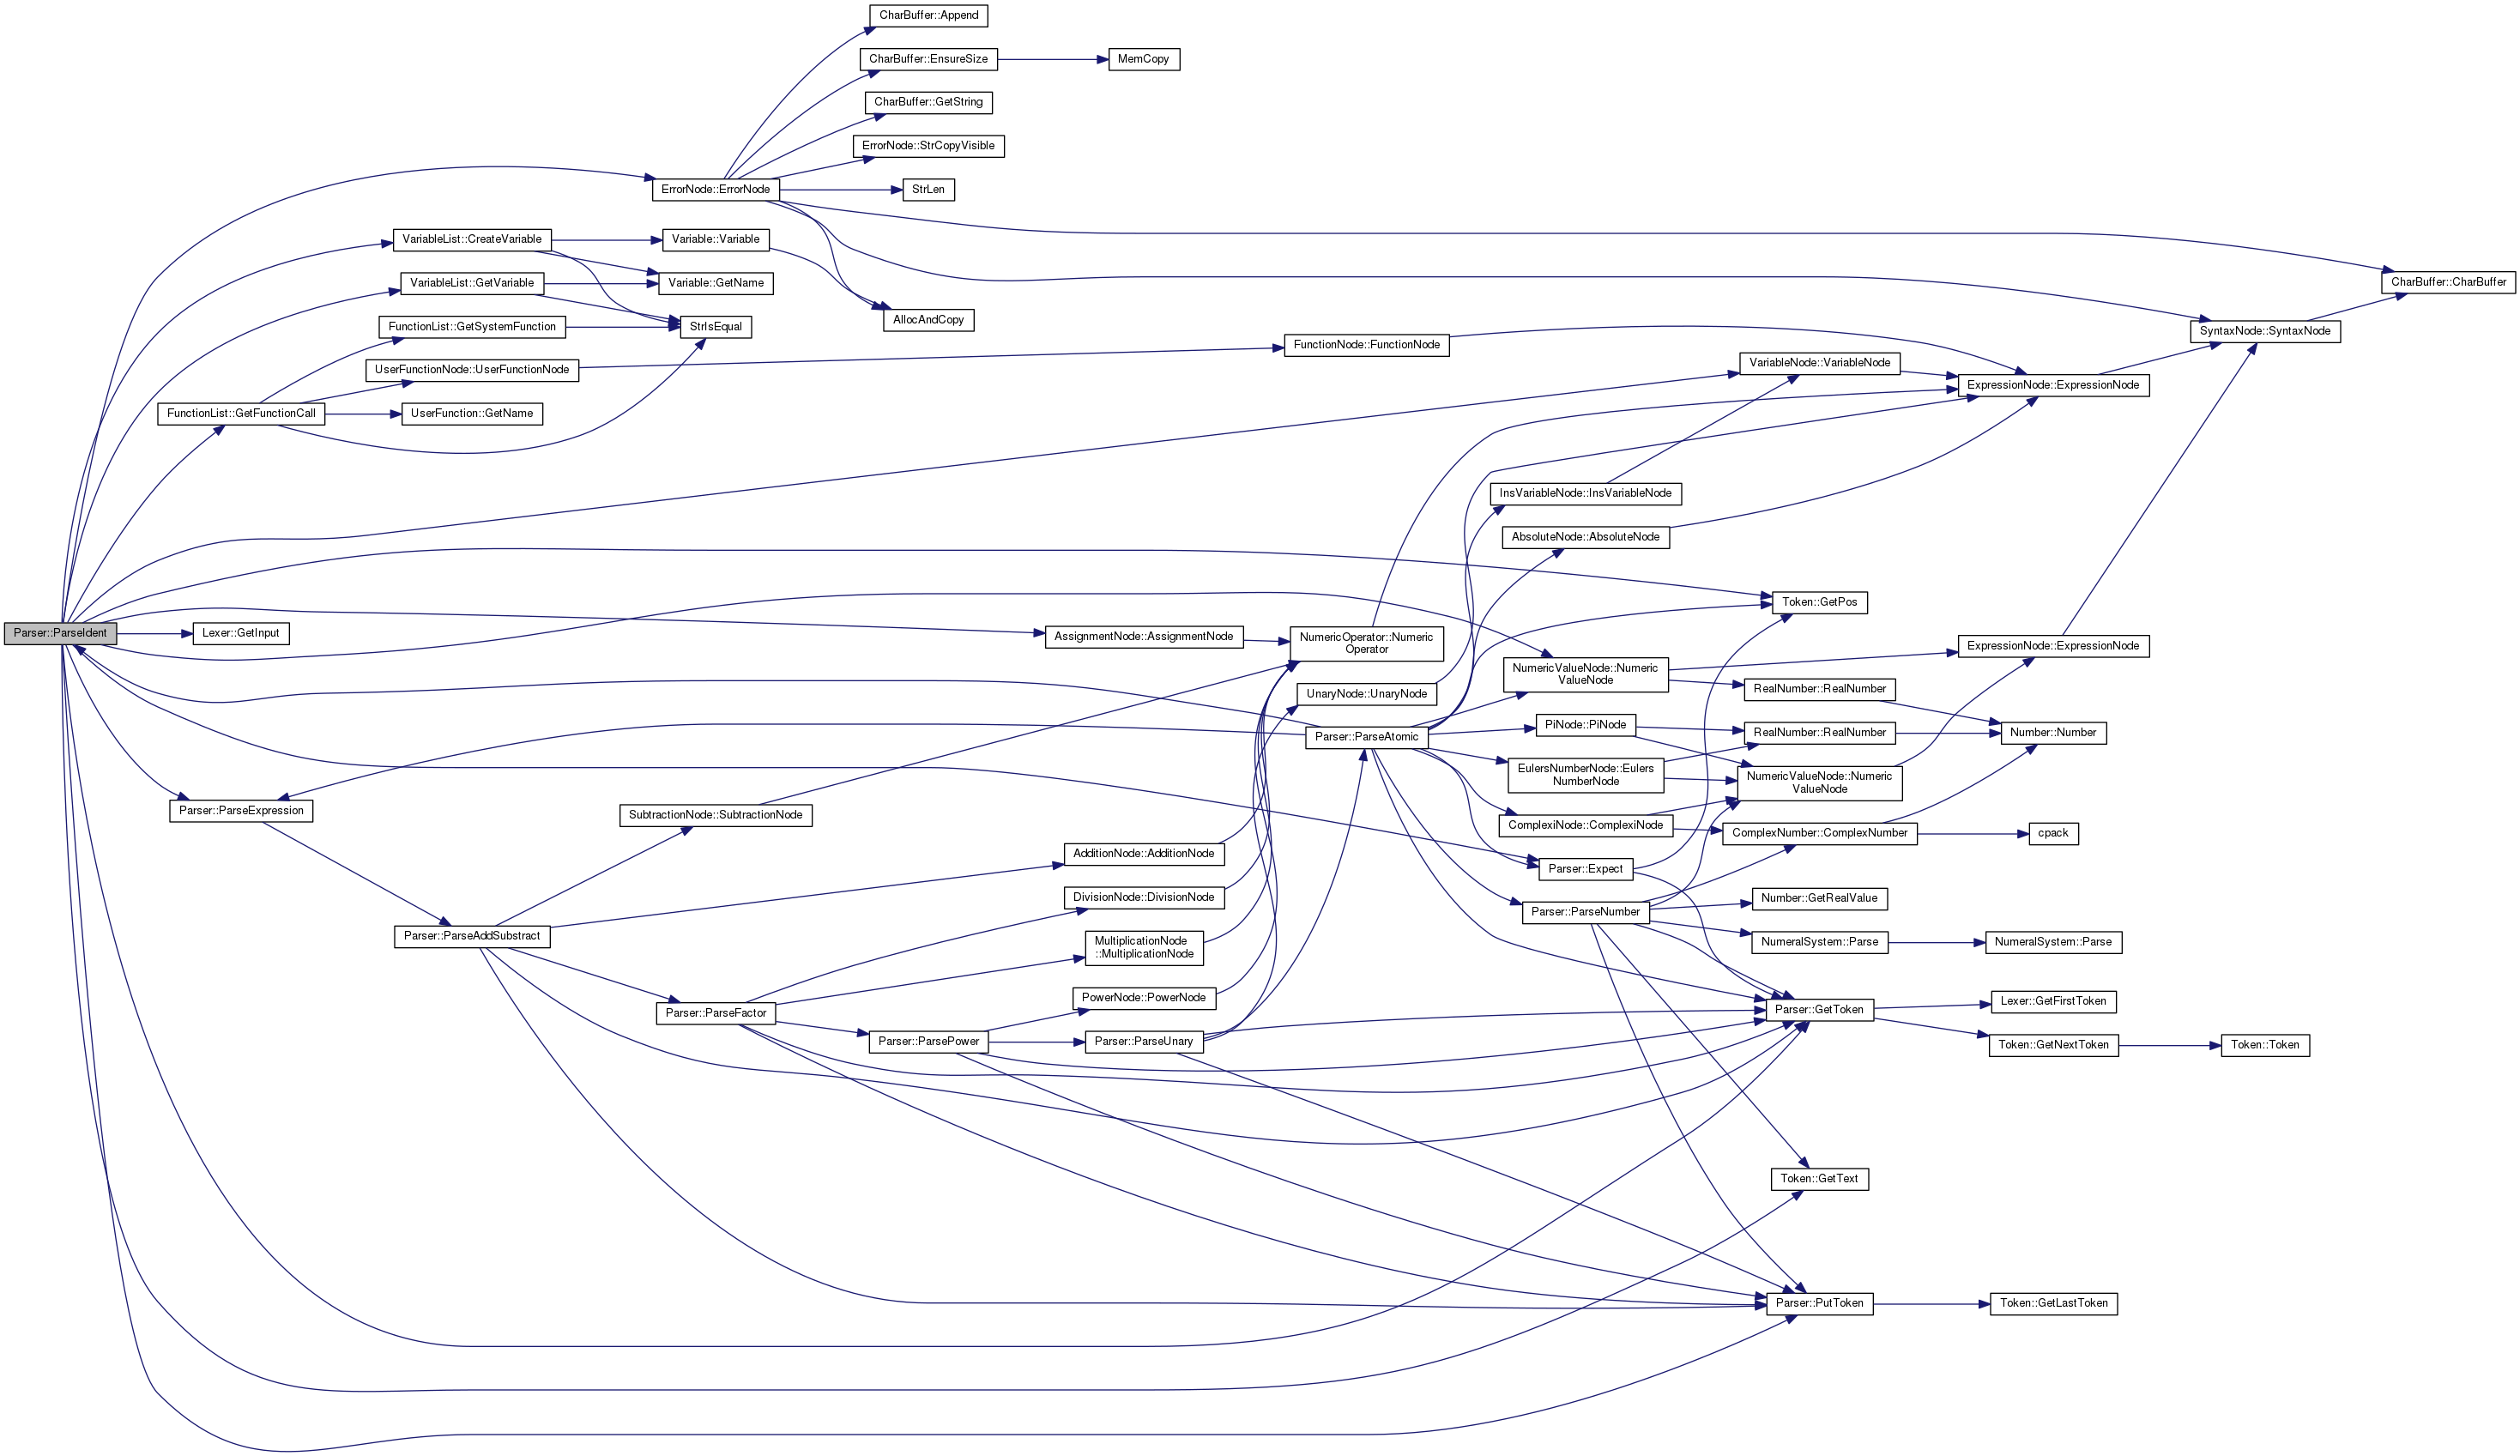 CharBuffer::Append
CharBuffer::EnsureSize
MemCopy
CharBuffer::GetString
ErrorNode::StrCopyVisible
ErrorNode::ErrorNode
StrLen
VariableList::CreateVariable
Variable::Variable
VariableList::GetVariable
Variable::GetName
CharBuffer::CharBuffer
AllocAndCopy
FunctionList::GetSystemFunction
StrIsEqual
SyntaxNode::SyntaxNode
FunctionNode::FunctionNode
UserFunctionNode::UserFunctionNode
VariableNode::VariableNode
ExpressionNode::ExpressionNode
FunctionList::GetFunctionCall
UserFunction::GetName
InsVariableNode::InsVariableNode
AbsoluteNode::AbsoluteNode
Token::GetPos
Parser::ParseIdent
Lexer::GetInput
AssignmentNode::AssignmentNode
NumericOperator::Numeric
Operator
ExpressionNode::ExpressionNode
NumericValueNode::Numeric
ValueNode
UnaryNode::UnaryNode
RealNumber::RealNumber
PiNode::PiNode
RealNumber::RealNumber
Number::Number
Parser::ParseAtomic
EulersNumberNode::Eulers
NumberNode
NumericValueNode::Numeric
ValueNode
Parser::ParseExpression
SubtractionNode::SubtractionNode
ComplexiNode::ComplexiNode
ComplexNumber::ComplexNumber
cpack
AdditionNode::AdditionNode
Parser::Expect
DivisionNode::DivisionNode
Number::GetRealValue
Parser::ParseNumber
Parser::ParseAddSubstract
MultiplicationNode
::MultiplicationNode
NumeralSystem::Parse
NumeralSystem::Parse
PowerNode::PowerNode
Lexer::GetFirstToken
Parser::ParseFactor
Parser::GetToken
Parser::ParsePower
Parser::ParseUnary
Token::GetNextToken
Token::Token
Token::GetText
Parser::PutToken
Token::GetLastToken